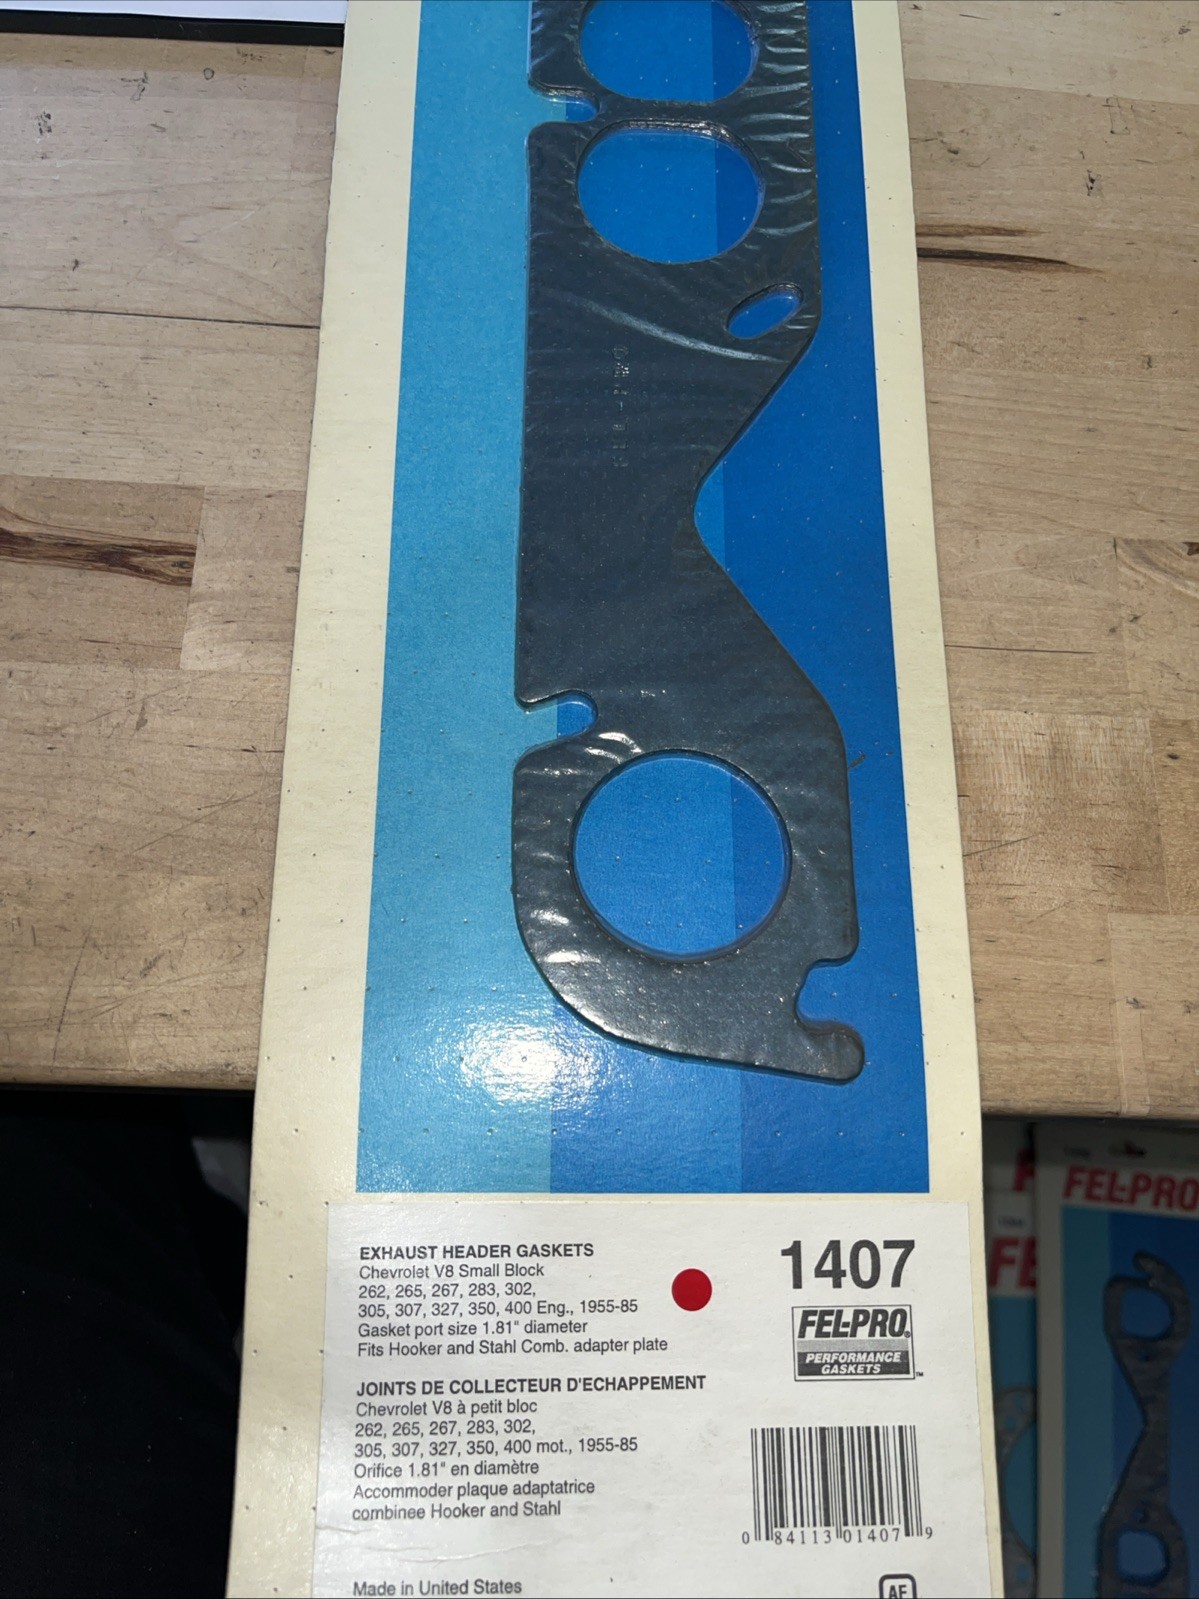 EXHAUST HEADER GASKETS
Chevrolet V8 Small Block
262, 265, 267, 283, 302,
305, 307, 327, 350, 400 Eng., 1955-85
Gasket port size 1.81" diameter
Fits Hooker and Stahl Comb. adapter plate
1407
FEL-PRO®
PERFORMANCE
GASKETS™
JOINTS DE COLLECTEUR D'ECHAPPEMENT
Chevrolet V8 à petit bloc
262, 265, 267, 283, 302,
305, 307, 327, 350, 400 mot., 1955-85
Orifice 1.81" en diamètre
Accommoder plaque adaptatrice
combinee Hooker and Stahl
0 84113 01407 9
Made in United States
AF
FEL-PRO
FE